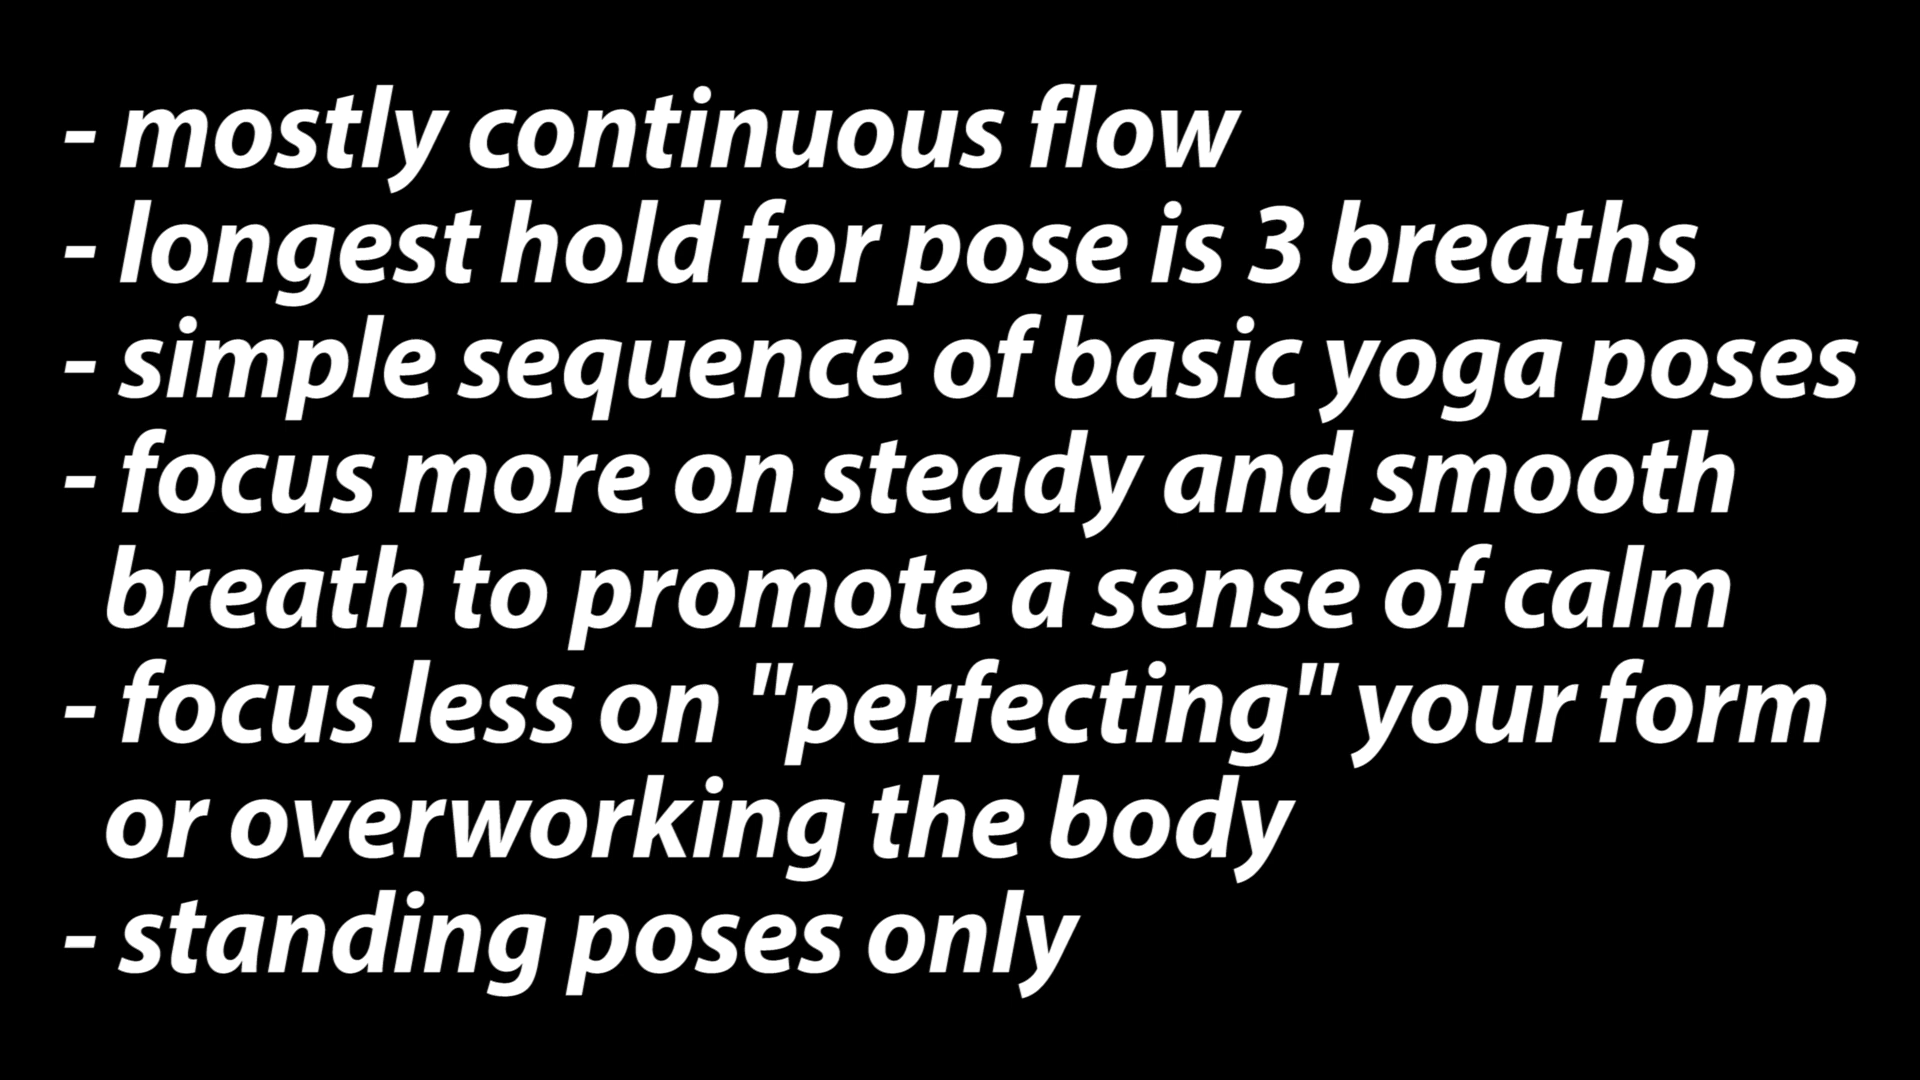 - mostly continuous flow
- longest hold for pose is 3 breaths
- simple sequence of basic yoga poses
- focus more on steady and smooth
breath to promote a sense of calm
- focus less on "perfecting" your form
or overworking the body
- standing poses only